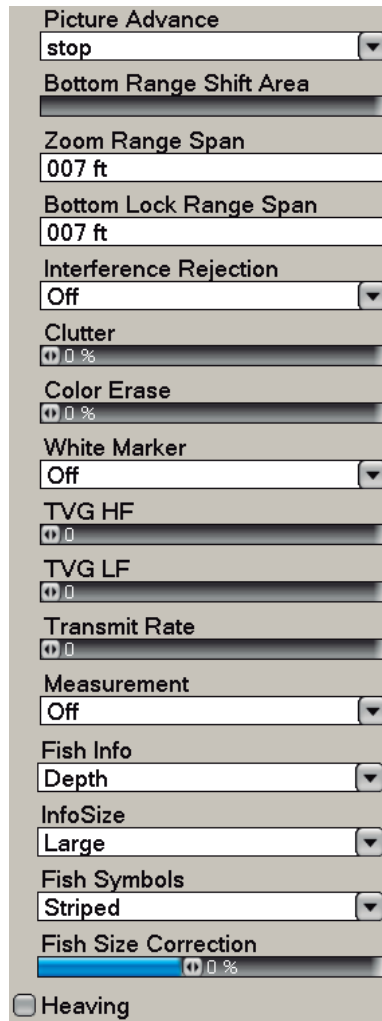 Picture Advance
stop
Bottom Range Shift Area
Zoom Range Span
007 ft
Bottom Lock Range Span
007 ft
Interference Rejection
Off
Clutter
0 %
Color Erase
0 %
White Marker
Off
TVG HF
0
TVG LF
0
Transmit Rate
0
Measurement
Off
Fish Info
Depth
InfoSize
Large
Fish Symbols
Striped
Fish Size Correction
0 %
Heaving